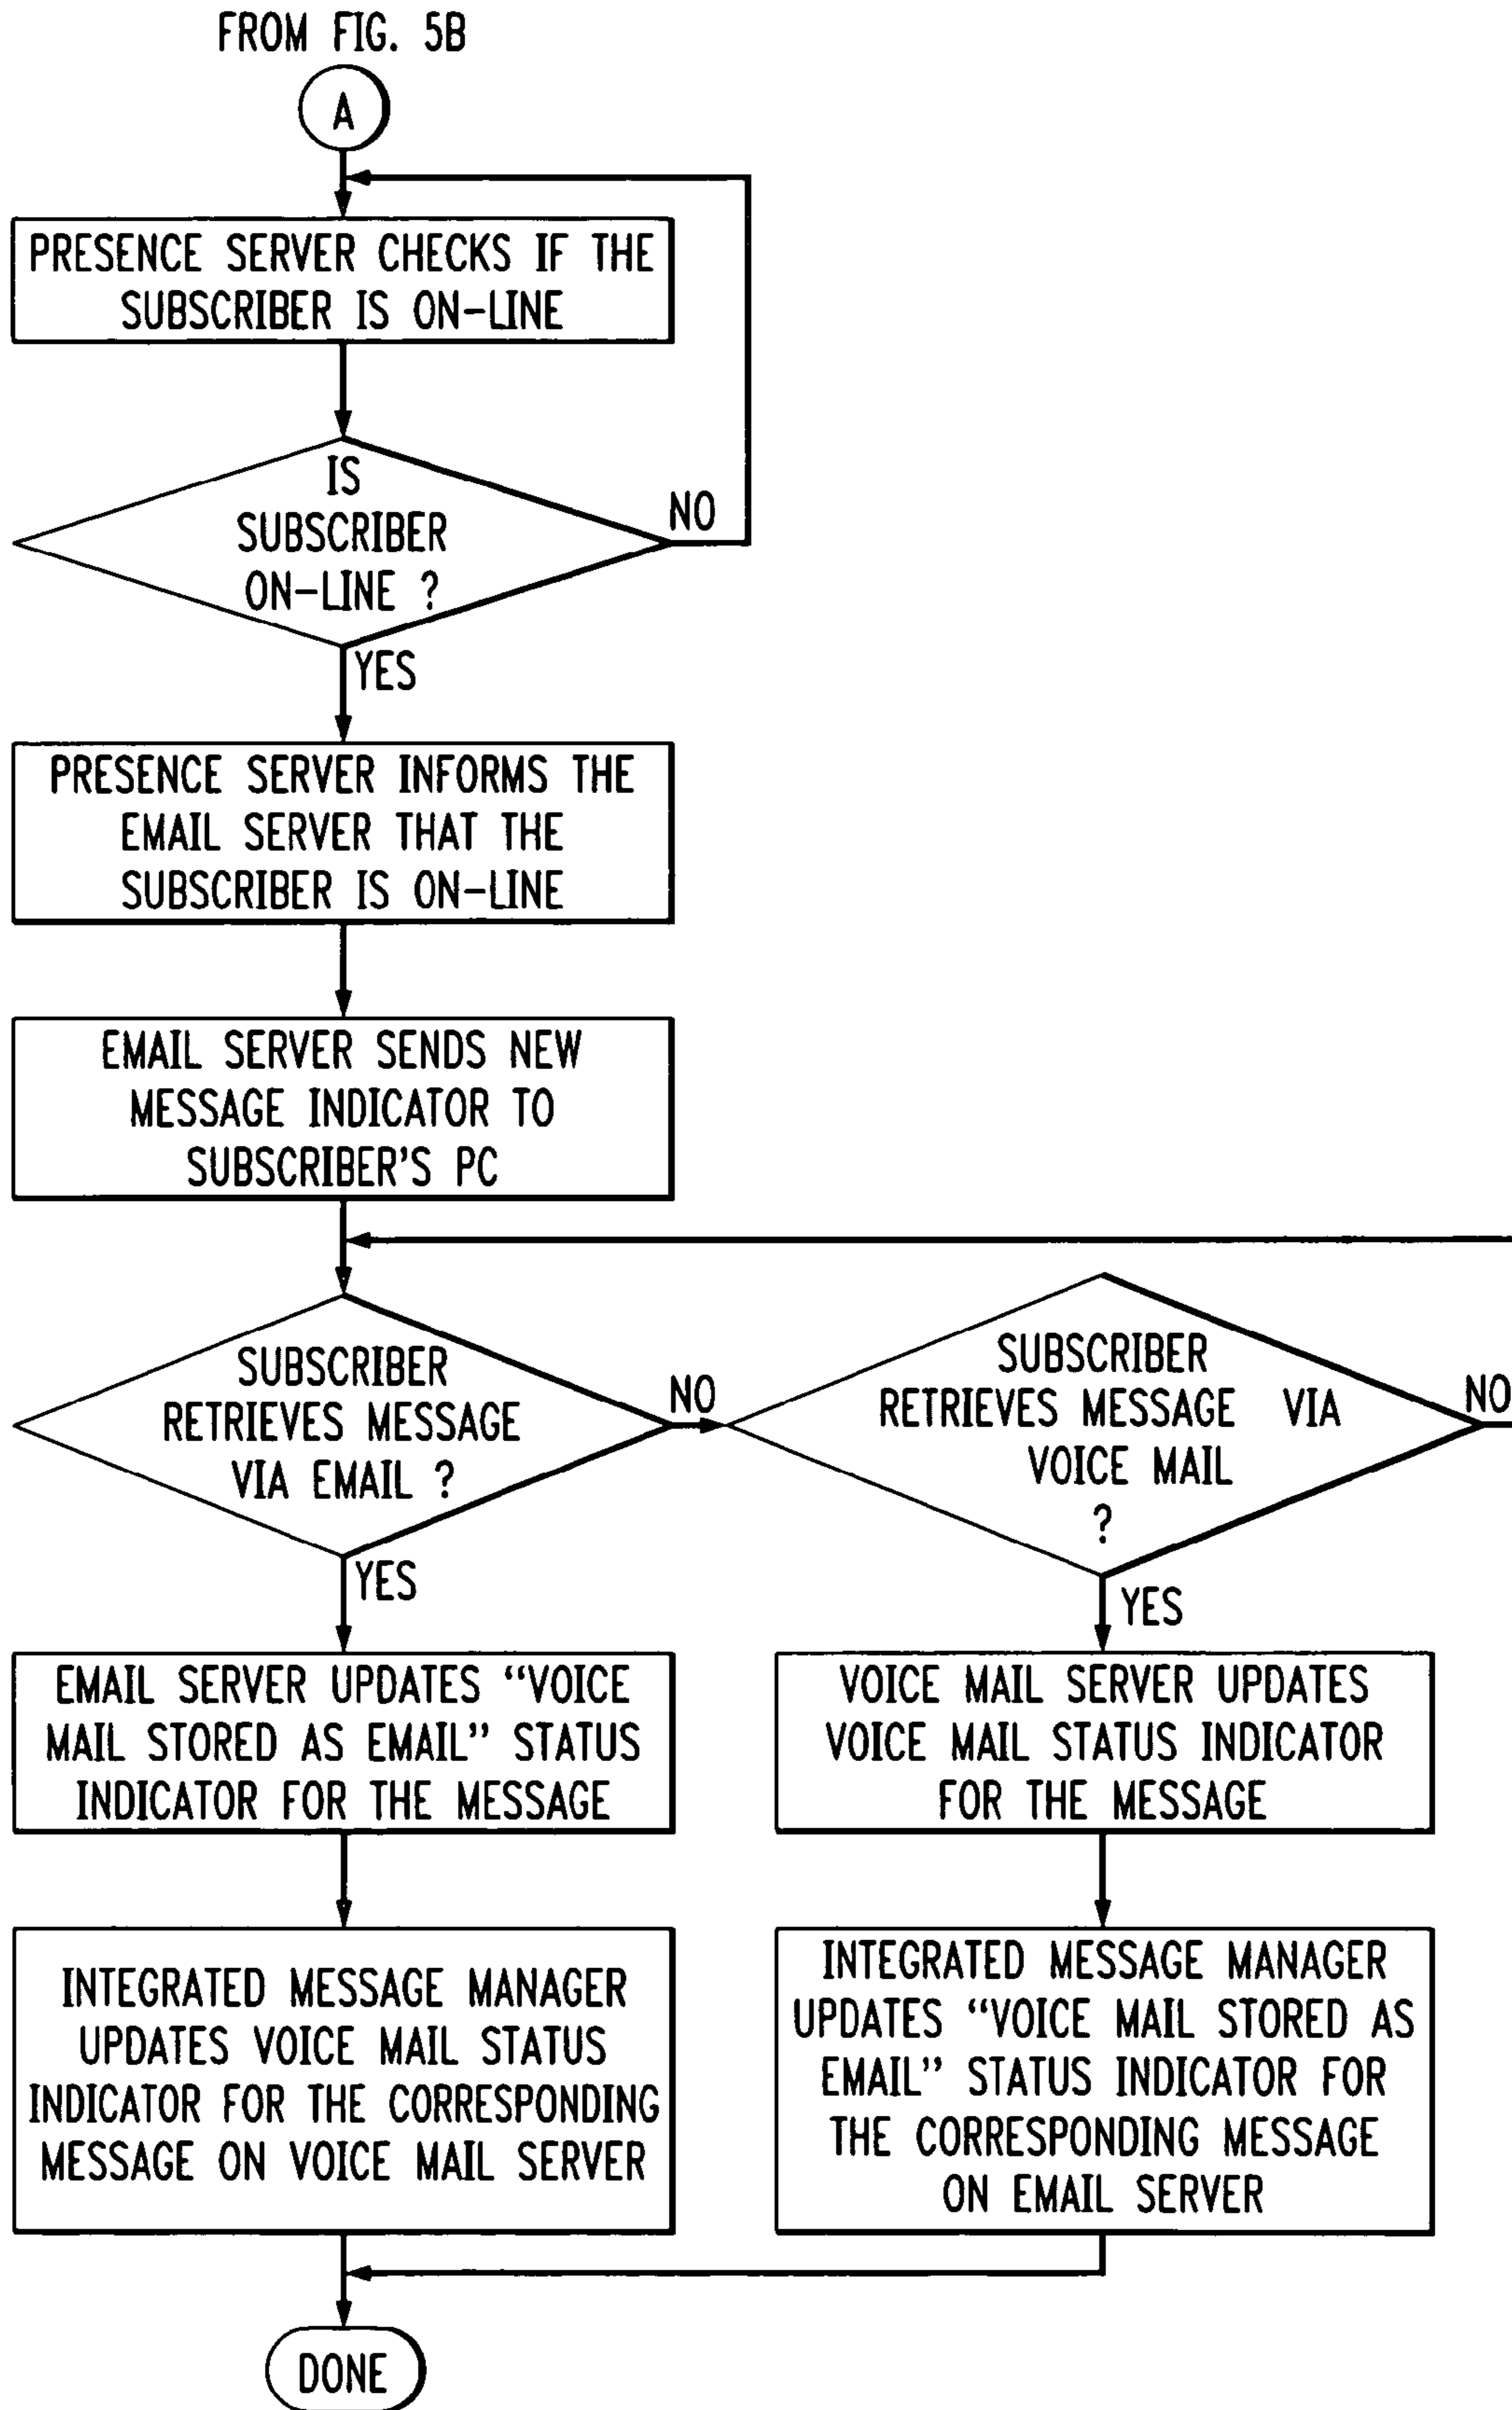 FROM FIG. 5B
A
PRESENCE SERVER CHECKS IF THE
SUBSCRIBER IS ON-LINE
IS
SUBSCRIBER
ON-LINE ?
NO
YES
PRESENCE SERVER INFORMS THE
EMAIL SERVER THAT THE
SUBSCRIBER IS ON-LINE
EMAIL SERVER SENDS NEW
MESSAGE INDICATOR TO
SUBSCRIBER'S PC
SUBSCRIBER
RETRIEVES MESSAGE
VIA EMAIL ?
NO
SUBSCRIBER
RETRIEVES MESSAGE VIA
VOICE MAIL
?
NO
YES
YES
EMAIL SERVER UPDATES “VOICE
MAIL STORED AS EMAIL” STATUS
INDICATOR FOR THE MESSAGE
VOICE MAIL SERVER UPDATES
VOICE MAIL STATUS INDICATOR
FOR THE MESSAGE
INTEGRATED MESSAGE MANAGER
UPDATES VOICE MAIL STATUS
INDICATOR FOR THE CORRESPONDING
MESSAGE ON VOICE MAIL SERVER
INTEGRATED MESSAGE MANAGER
UPDATES “VOICE MAIL STORED AS
EMAIL” STATUS INDICATOR FOR
THE CORRESPONDING MESSAGE
ON EMAIL SERVER
DONE